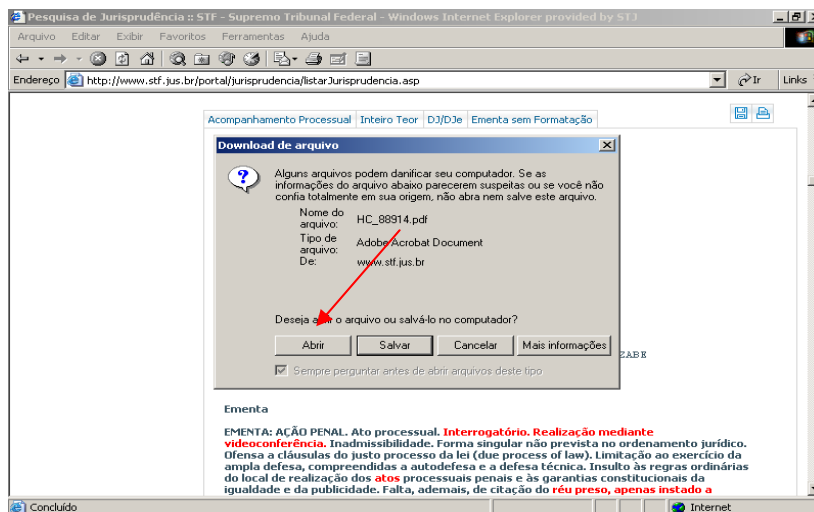 Pesquisa de Jurisprudência :: STF - Supremo Tribunal Federal - Windows Internet Explorer provided by STJ
Arquivo Editar Exibir Favoritos Ferramentas Ajuda
Endereço http://www.stf.jus.br/portal/jurisprudencia/listarJurisprudencia.asp Ir Links
Acompanhamento Processual Inteiro Teor DJ/DJe Ementa sem Formatação
Download de arquivo
Alguns arquivos podem danificar seu computador. Se as
informações do arquivo abaixo parecerem suspeitas ou se você não
confia totalmente em sua origem, não abra nem salve este arquivo.
Nome do
arquivo: HC_88914.pdf
Tipo de
arquivo: Adobe Acrobat Document
De: www.stf.jus.br
Deseja abrir o arquivo ou salvá-lo no computador?
Abrir Salvar Cancelar Mais informações
ZABE
Sempre perguntar antes de abrir arquivos deste tipo
Ementa
EMENTA: AÇÃO PENAL. Ato processual. Interrogatório. Realização mediante
videoconferência. Inadmissibilidade. Forma singular não prevista no ordenamento jurídico.
Ofensa a cláusulas do justo processo da lei (due process of law). Limitação ao exercício da
ampla defesa, compreendidas a autodefesa e a defesa técnica. Insulto às regras ordinárias
do local de realização dos atos processuais penais e às garantias constitucionais da
igualdade e da publicidade. Falta, ademais, de citação do réu preso, apenas instado a
Concluído Internet